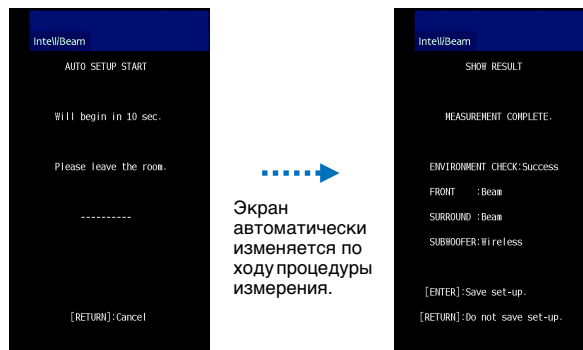 IntelliBeam
AUTO SETUP START
Will begin in 10 sec.
Please leave the room.
----------
[RETURN]:Cancel
Экран
автоматически
изменяется по
ходу процедуры
измерения.
IntelliBeam
SHOW RESULT
MEASUREMENT COMPLETE.
ENVIRONMENT CHECK:Success
FRONT :Beam
SURROUND :Beam
SUBWOOFER:Wireless
[ENTER]:Save set-up.
[RETURN]:Do not save set-up.